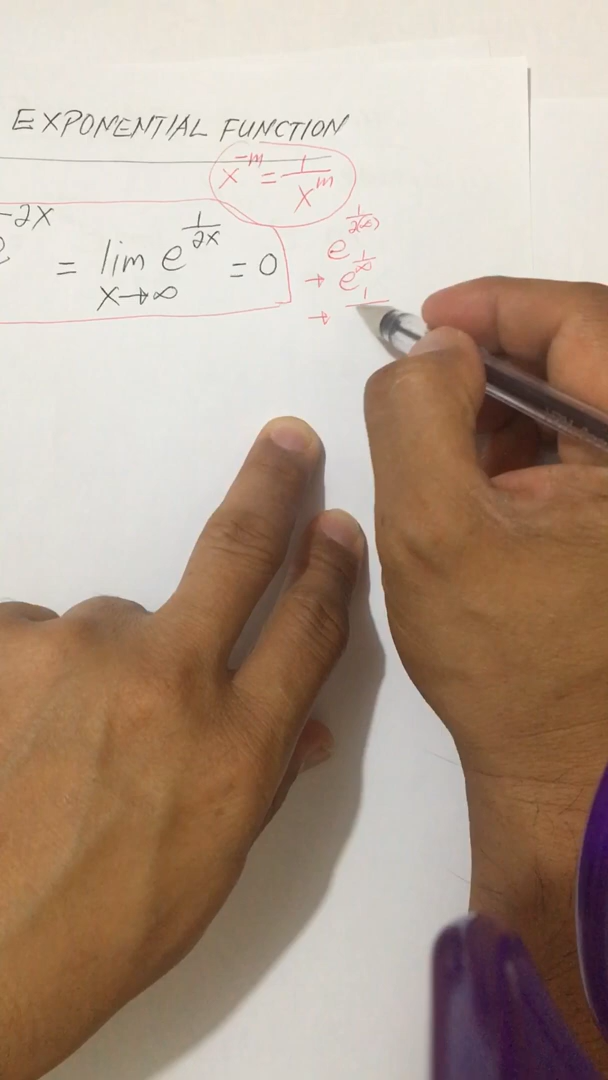 EXPONENTIAL FUNCTION
x^-m = 1/x^m
e^-2x = lim x→∞ e^(1/2x) = 0
e^(1/2(∞))
→ e^(1/∞)
→ 1/